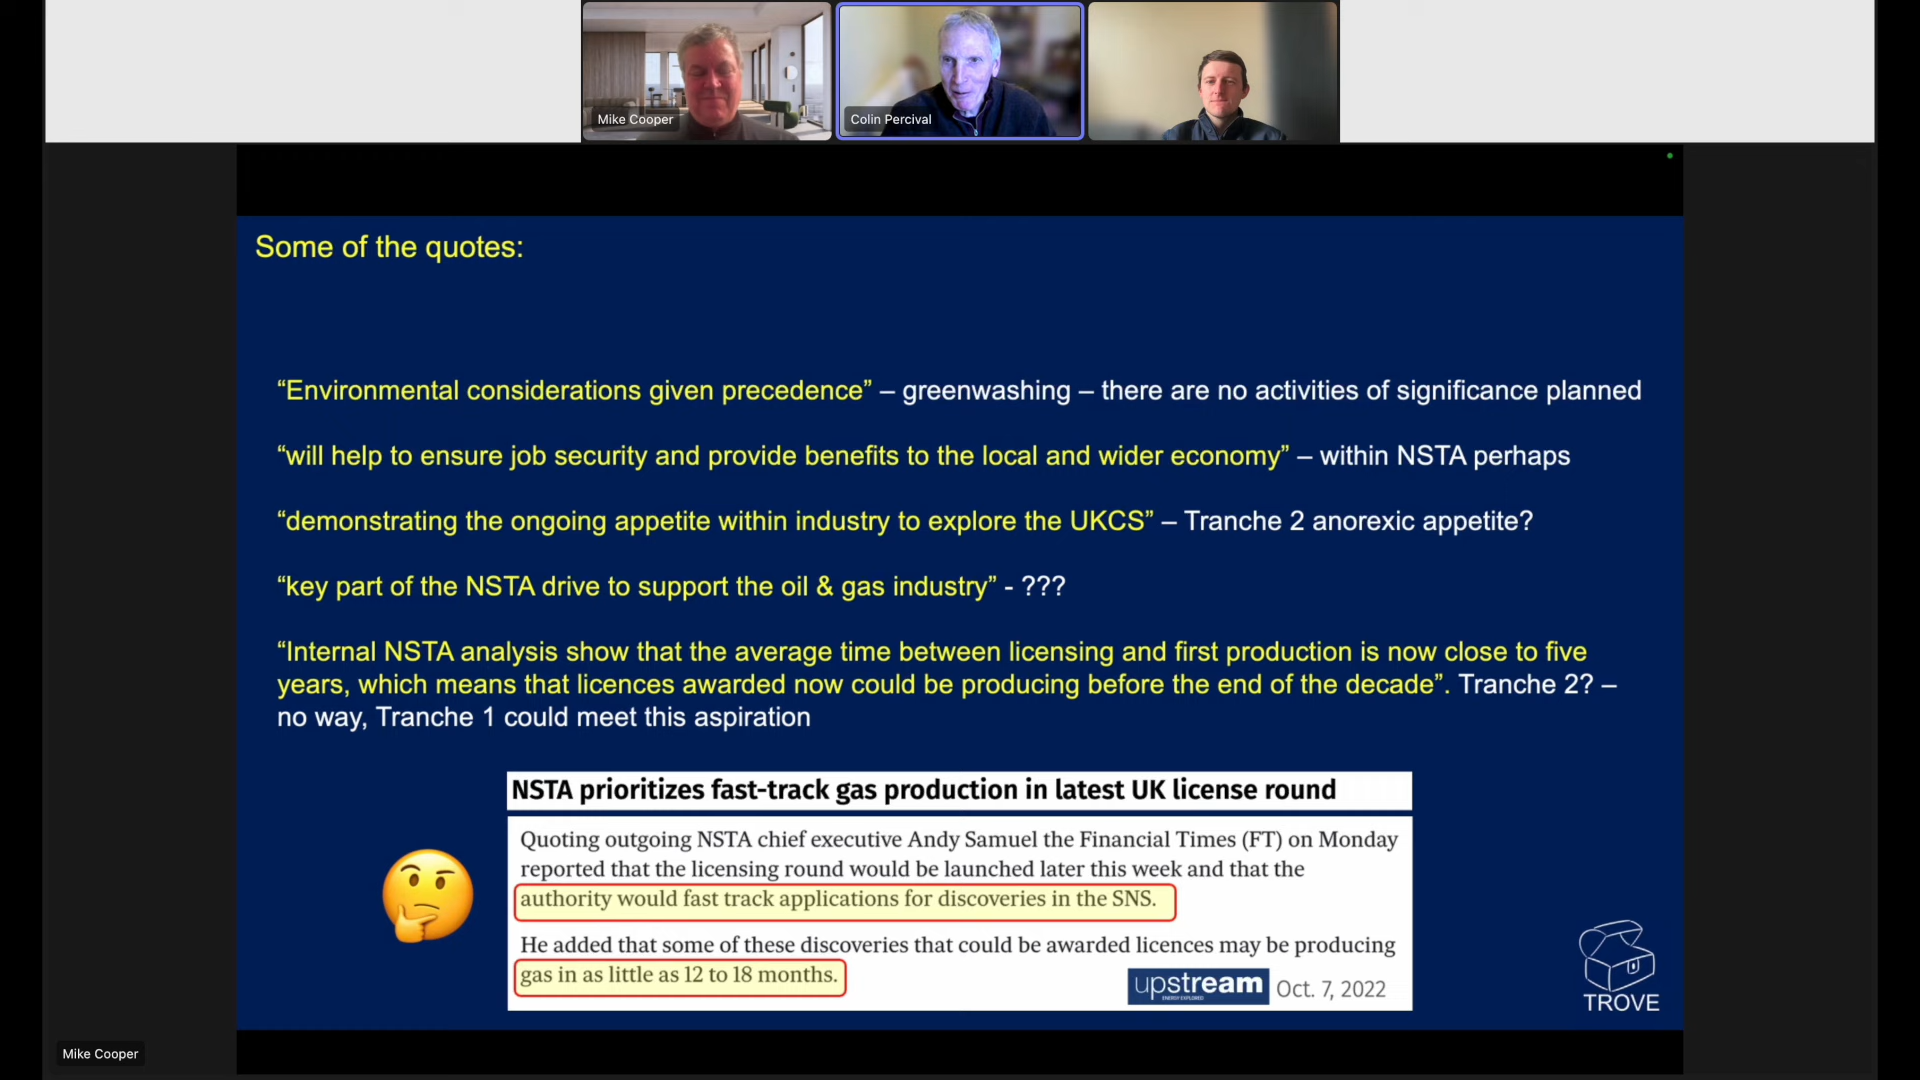 Mike Cooper
Colin Percival
Some of the quotes:
“Environmental considerations given precedence” – greenwashing – there are no activities of significance planned
“will help to ensure job security and provide benefits to the local and wider economy” – within NSTA perhaps
“demonstrating the ongoing appetite within industry to explore the UKCS” – Tranche 2 anorexic appetite?
“key part of the NSTA drive to support the oil & gas industry” - ???
“Internal NSTA analysis show that the average time between licensing and first production is now close to five
years, which means that licences awarded now could be producing before the end of the decade”. Tranche 2? –
no way, Tranche 1 could meet this aspiration
NSTA prioritizes fast-track gas production in latest UK license round
Quoting outgoing NSTA chief executive Andy Samuel the Financial Times (FT) on Monday
reported that the licensing round would be launched later this week and that the
authority would fast track applications for discoveries in the SNS.
He added that some of these discoveries that could be awarded licences may be producing
gas in as little as 12 to 18 months.
upstream
ENERGY EXPLORED
Oct. 7, 2022
TROVE
Mike Cooper